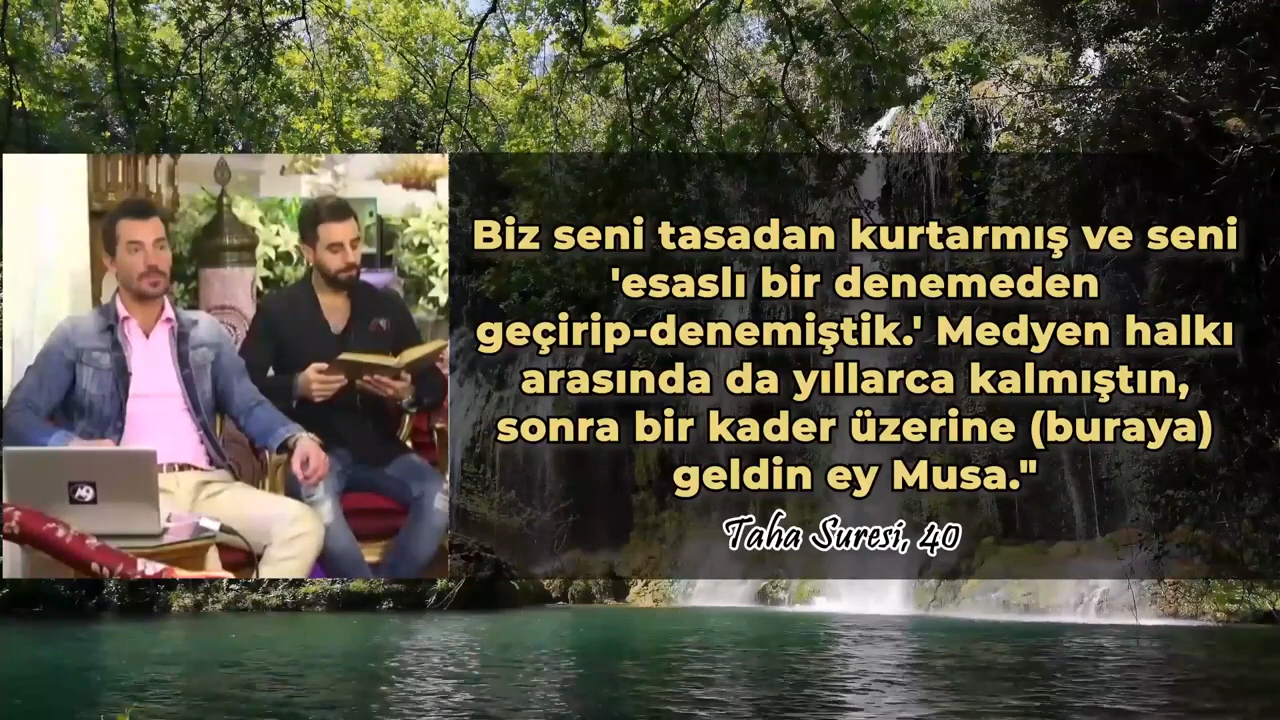 Biz seni tasadan kurtarmış ve seni
'esaslı bir denemeden
geçirip-denemiştik.' Medyen halkı
arasında da yıllarca kalmıştın,
sonra bir kader üzerine (buraya)
geldin ey Musa."
Taha Suresi, 40
A9